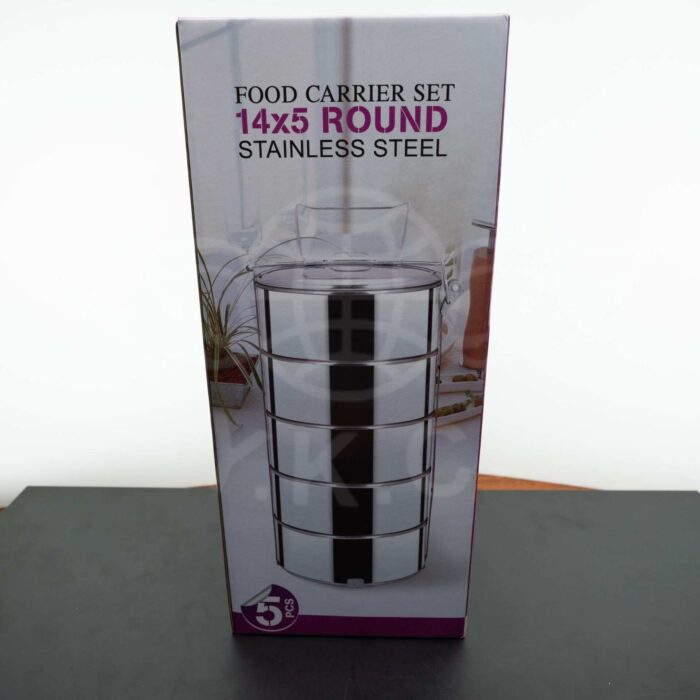 FOOD CARRIER SET
14x5 ROUND
STAINLESS STEEL
Y.K.C
5
PCS